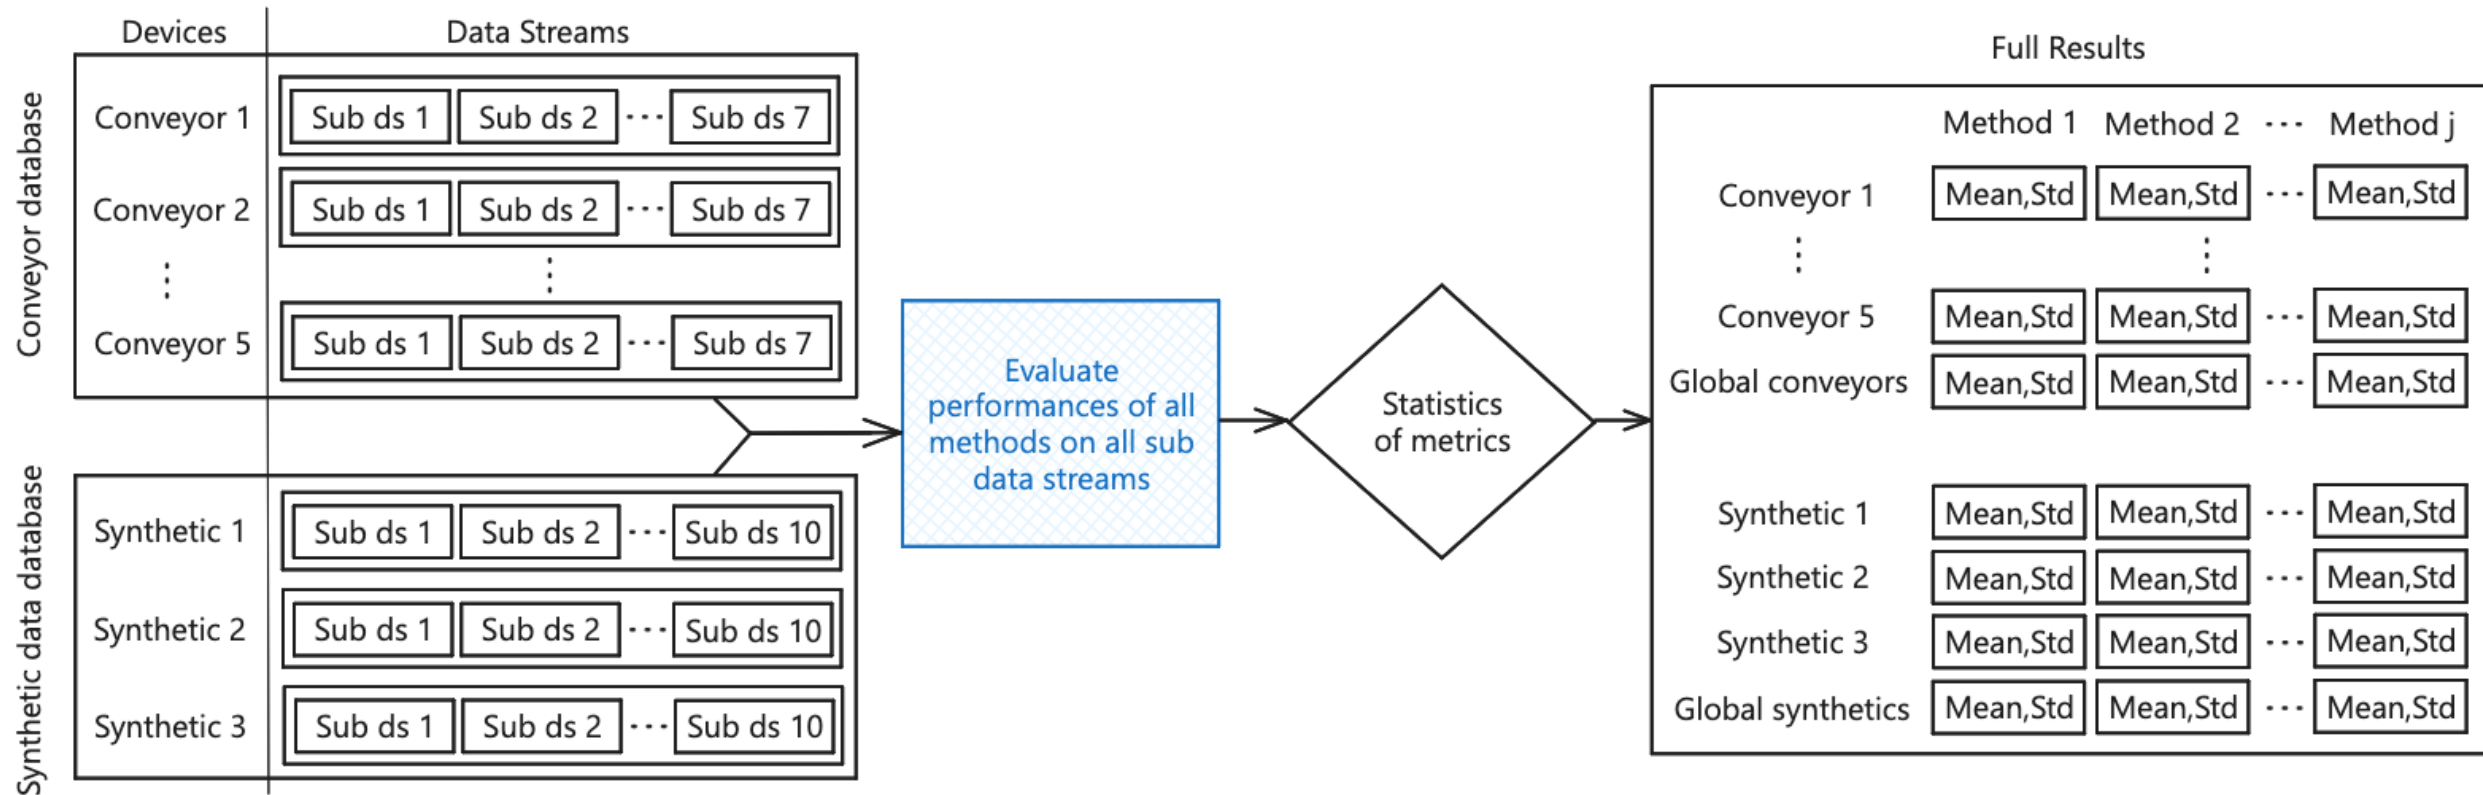 Devices
Data Streams
Conveyor database
Conveyor 1
Sub ds 1
Sub ds 2
Sub ds 7
Conveyor 2
Sub ds 1
Sub ds 2
Sub ds 7
Conveyor 5
Sub ds 1
Sub ds 2
Sub ds 7
Synthetic data database
Synthetic 1
Sub ds 1
Sub ds 2
Sub ds 10
Synthetic 2
Sub ds 1
Sub ds 2
Sub ds 10
Synthetic 3
Sub ds 1
Sub ds 2
Sub ds 10
Evaluate
performances of all
methods on all sub
data streams
Statistics
of metrics
Full Results
Method 1
Method 2
Method j
Conveyor 1
Mean,Std
Mean,Std
Mean,Std
Conveyor 5
Mean,Std
Mean,Std
Mean,Std
Global conveyors
Mean,Std
Mean,Std
Mean,Std
Synthetic 1
Mean,Std
Mean,Std
Mean,Std
Synthetic 2
Mean,Std
Mean,Std
Mean,Std
Synthetic 3
Mean,Std
Mean,Std
Mean,Std
Global synthetics
Mean,Std
Mean,Std
Mean,Std